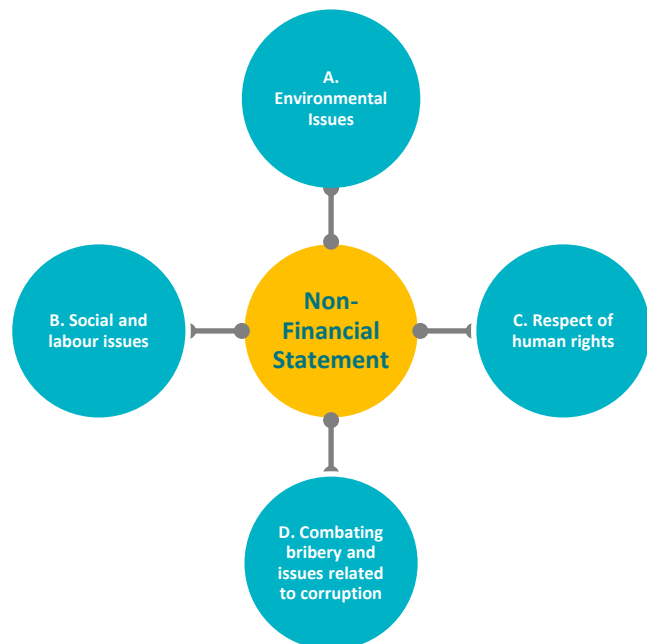 A.
Environmental
Issues
B. Social and
labour issues
Non-
Financial
Statement
C. Respect of
human rights
D. Combating
bribery and
issues related
to corruption